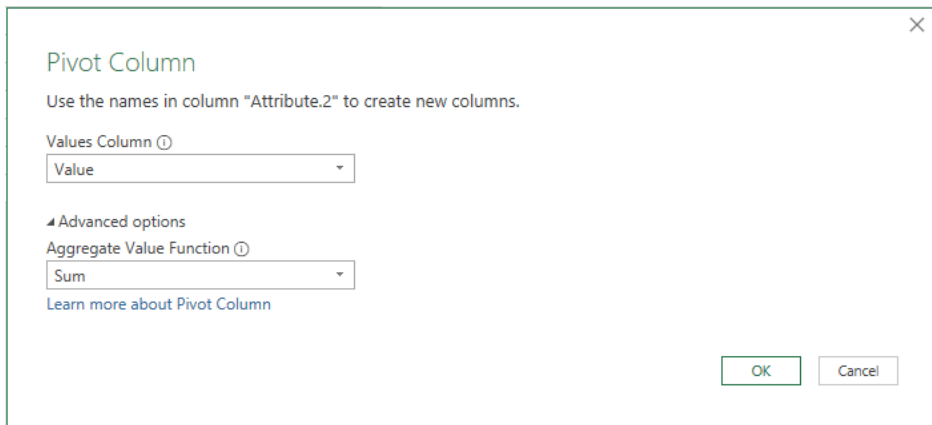 Pivot Column
Use the names in column "Attribute.2" to create new columns.
Values Column
Value
Advanced options
Aggregate Value Function
Sum
Learn more about Pivot Column
OK Cancel